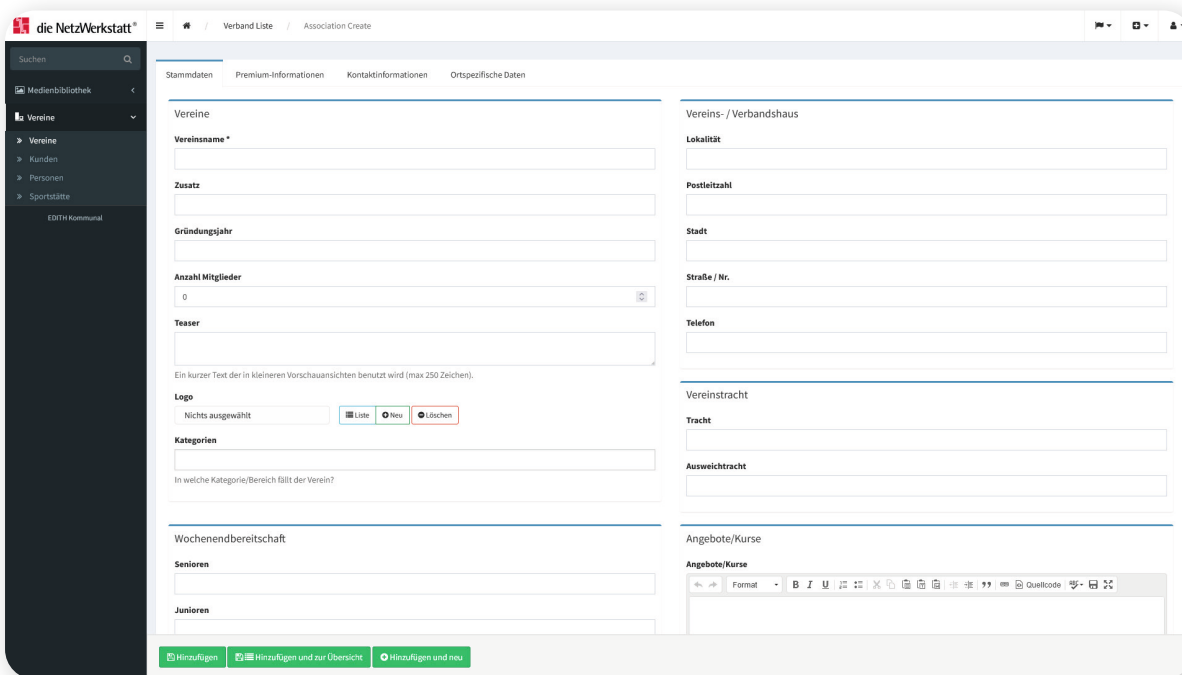 die NetzWerkstatt®
Verband Liste / Association Create
Suchen
Medienbibliothek
Vereine
Vereine
Kunden
Personen
Sportstätte
EDITH Kommunal
Stammdaten Premium-Informationen Kontaktinformationen Ortspezifische Daten
Vereine
Vereinsname *
Zusatz
Gründungsjahr
Anzahl Mitglieder
0
Teaser
Ein kurzer Text der in kleineren Vorschauansichten benutzt wird (max 250 Zeichen).
Logo
Nichts ausgewählt Liste Neu Löschen
Kategorien
In welche Kategorie/Bereich fällt der Verein?
Wochenendbereitschaft
Senioren
Junioren
Vereins- / Verbandshaus
Lokalität
Postleitzahl
Stadt
Straße / Nr.
Telefon
Vereinstracht
Tracht
Ausweichtracht
Angebote/Kurse
Angebote/Kurse
Format B I U Quellcode
Hinzufügen Hinzufügen und zur Übersicht Hinzufügen und neu